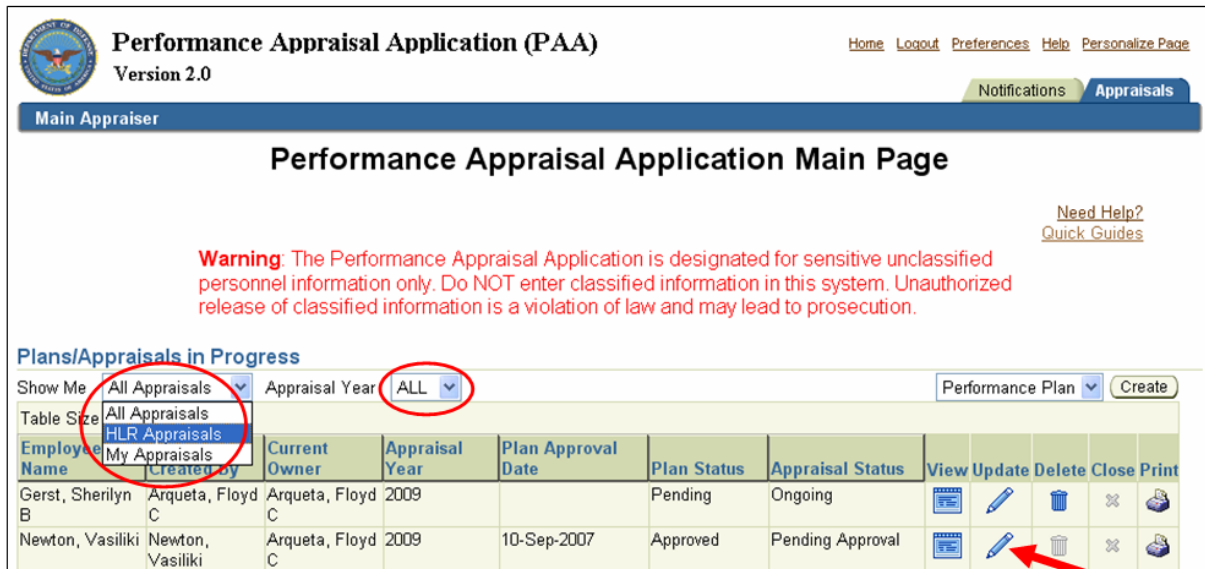 Performance Appraisal Application (PAA)
Version 2.0
Home Logout Preferences Help Personalize Page
Notifications Appraisals
Main Appraiser
Performance Appraisal Application Main Page
Need Help?
Quick Guides
Warning: The Performance Appraisal Application is designated for sensitive unclassified
personnel information only. Do NOT enter classified information in this system. Unauthorized
release of classified information is a violation of law and may lead to prosecution.
Plans/Appraisals in Progress
Show Me All Appraisals Appraisal Year ALL Performance Plan Create
Table Size All Appraisals
HLR Appraisals
My Appraisals
Employee Name Created By Current Owner Appraisal Year Plan Approval Date Plan Status Appraisal Status View Update Delete Close Print
Gerst, Sherilyn Arqueta, Floyd Arqueta, Floyd 2009 Pending Ongoing
B C C
Newton, Vasiliki Newton, Arqueta, Floyd 2009 10-Sep-2007 Approved Pending Approval
Vasiliki C